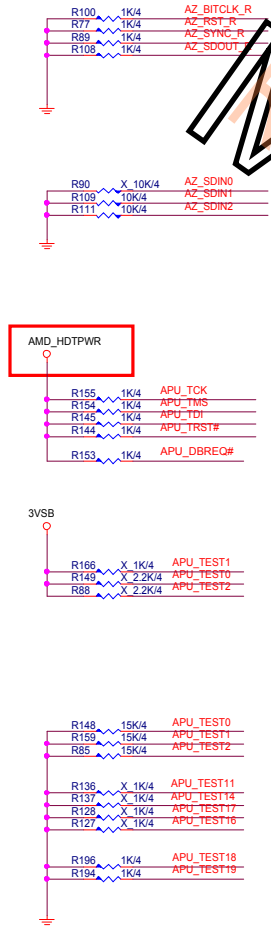 R100 1K/4 AZ_BITCLK_R
R77 1K/4 AZ_RST_R
R89 1K/4 AZ_SYNC_R
R108 1K/4 AZ_SDOUT
R90 X_10K/4 AZ_SDIN0
R109 10K/4 AZ_SDIN1
R111 10K/4 AZ_SDIN2
AMD_HDTPWR
R155 1K/4 APU_TCK
R154 1K/4 APU_TMS
R145 1K/4 APU_TDI
R144 1K/4 APU_TRST#
R153 1K/4 APU_DBREQ#
3VSB
R166 X_1K/4 APU_TEST1
R149 X_2.2K/4 APU_TEST0
R88 X_2.2K/4 APU_TEST2
R148 15K/4 APU_TEST0
R159 15K/4 APU_TEST1
R85 15K/4 APU_TEST2
R136 X_1K/4 APU_TEST11
R137 X_1K/4 APU_TEST14
R128 X_1K/4 APU_TEST17
R127 X_1K/4 APU_TEST16
R196 1K/4 APU_TEST18
R194 1K/4 APU_TEST19